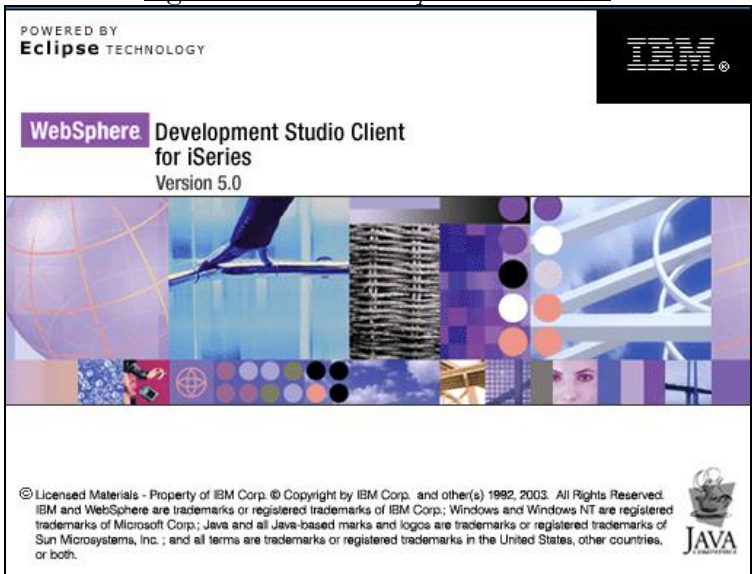 POWERED BY
Eclipse TECHNOLOGY
IBM®
WebSphere Development Studio Client
for iSeries
Version 5.0
© Licensed Materials - Property of IBM Corp. © Copyright by IBM Corp. and other(s) 1992, 2003. All Rights Reserved.
IBM and WebSphere are trademarks or registered trademarks of IBM Corp.; Windows and Windows NT are registered
trademarks of Microsoft Corp.; Java and all Java-based marks and logos are trademarks or registered trademarks of
Sun Microsystems, Inc. ; and all terms are trademarks or registered trademarks in the United States, other countries,
or both.
JAVA
COMPATIBLE